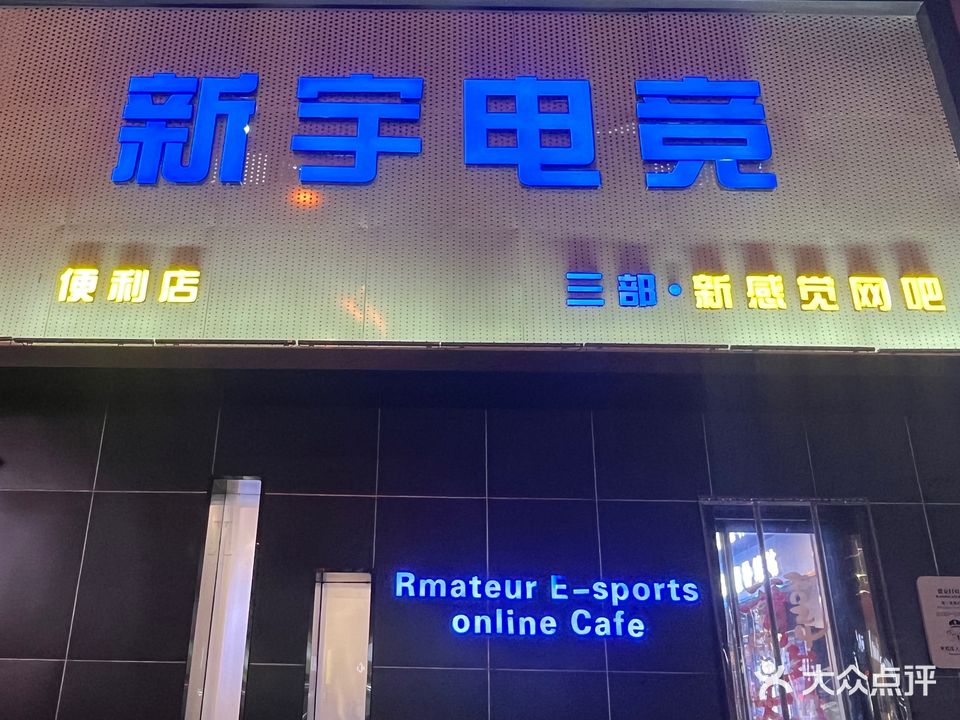 新宇电竞
便利店 三部·新感觉网吧
Rmateur E-sports
online Cafe
大众点评